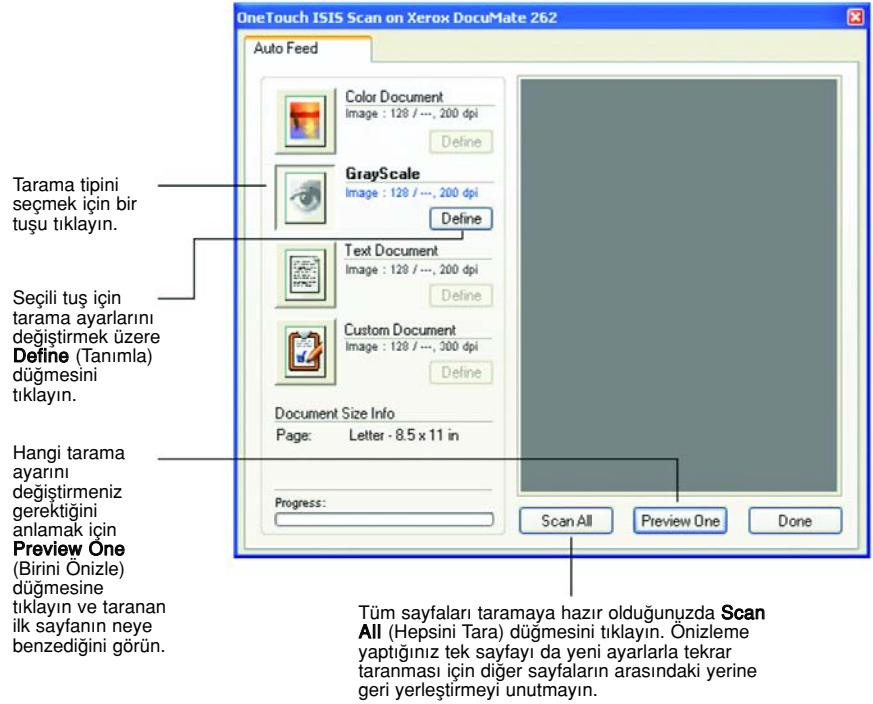 OneTouch ISIS Scan on Xerox DocuMate 262
Auto Feed
Color Document
Image : 128 / ---, 200 dpi
Define
GrayScale
Image : 128 / ---, 200 dpi
Define
Text Document
Image : 128 / ---, 200 dpi
Define
Custom Document
Image : 128 / ---, 300 dpi
Define
Document Size Info
Page: Letter - 8.5 x 11 in
Progress:
Scan All Preview One Done
Tarama tipini
seçmek için bir
tuşu tıklayın.
Seçili tuş için
tarama ayarlarını
değiştirmek üzere
Define (Tanımla)
düğmesini
tıklayın.
Hangi tarama
ayarını
değiştirmeniz
gerektiğini
anlamak için
Preview One
(Birini Önizle)
düğmesine
tıklayın ve taranan
ilk sayfanın neye
benzediğini görün.
Tüm sayfaları taramaya hazır olduğunuzda Scan
All (Hepsini Tara) düğmesini tıklayın. Önizleme
yaptığınız tek sayfayı da yeni ayarlarla tekrar
taranması için diğer sayfaların arasındaki yerine
geri yerleştirmeyi unutmayın.